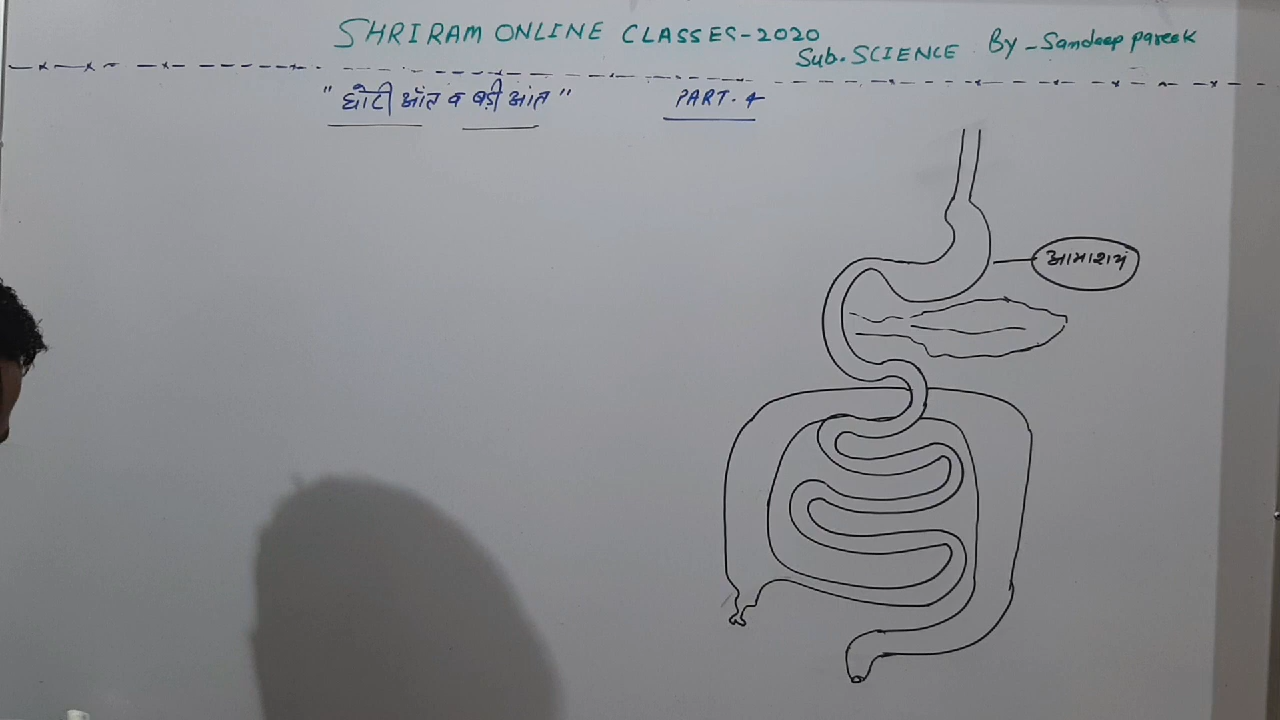 SHRIRAM ONLINE CLASSES-2020
Sub. SCIENCE By - Sandeep pareek
"छोटी आँत व बड़ी आंत" PART. 4
आमाशय